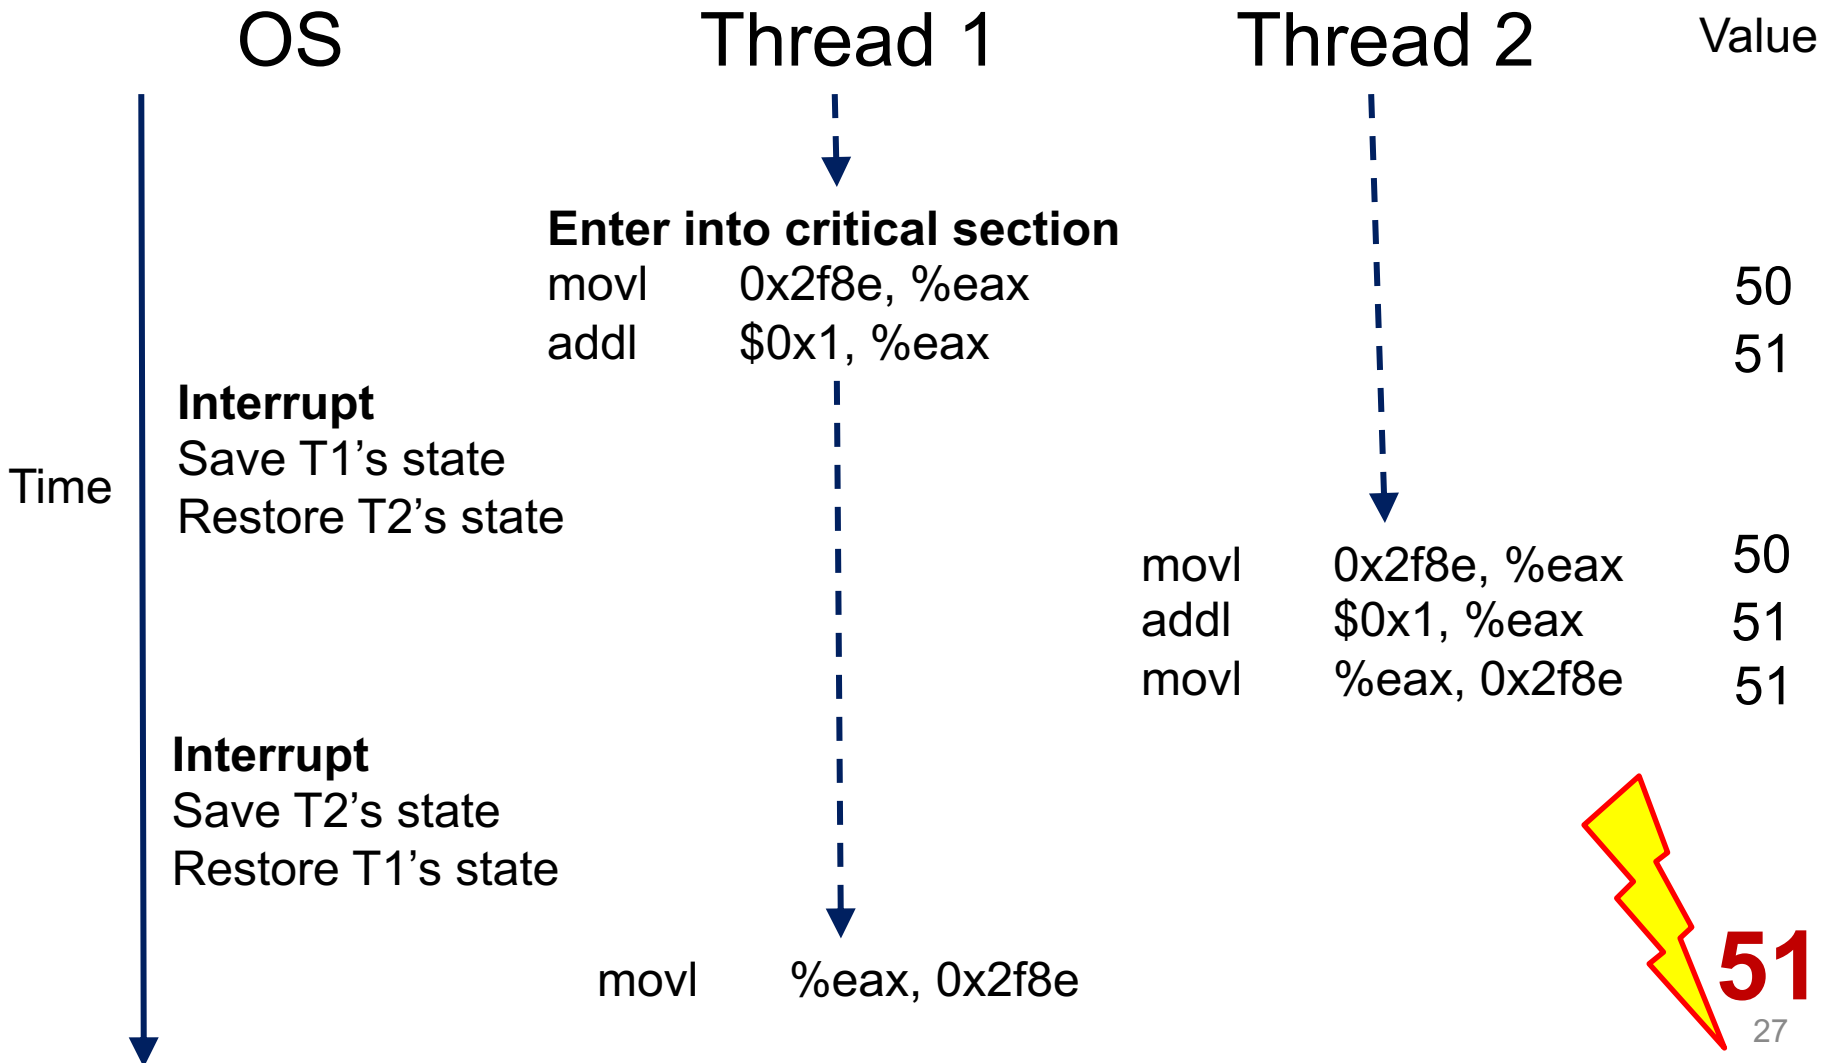 OS Thread 1 Thread 2 Value
Enter into critical section
movl 0x2f8e, %eax 50
addl $0x1, %eax 51
Interrupt
Save T1’s state
Time
Restore T2’s state
movl 0x2f8e, %eax 50
addl $0x1, %eax 51
movl %eax, 0x2f8e 51
Interrupt
Save T2’s state
Restore T1’s state
movl %eax, 0x2f8e 51
27